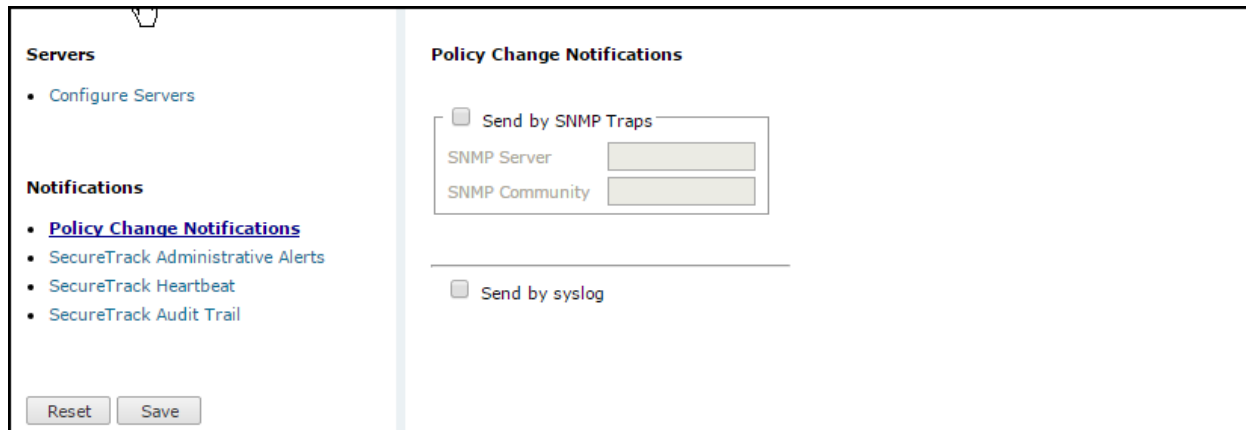 Servers
Configure Servers
Notifications
Policy Change Notifications
SecureTrack Administrative Alerts
SecureTrack Heartbeat
SecureTrack Audit Trail
Reset Save
Policy Change Notifications
Send by SNMP Traps
SNMP Server
SNMP Community
Send by syslog